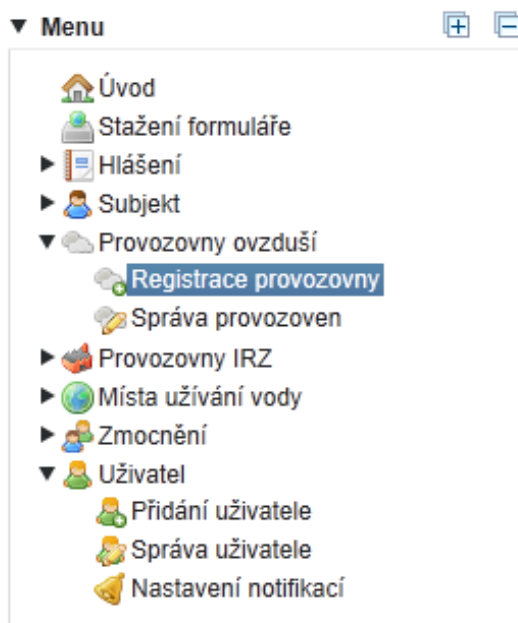 Menu
Úvod
Stažení formuláře
Hlášení
Subjekt
Provozovny ovzduší
Registrace provozovny
Správa provozoven
Provozovny IRZ
Místa užívání vody
Zmocnění
Uživatel
Přidání uživatele
Správa uživatele
Nastavení notifikací